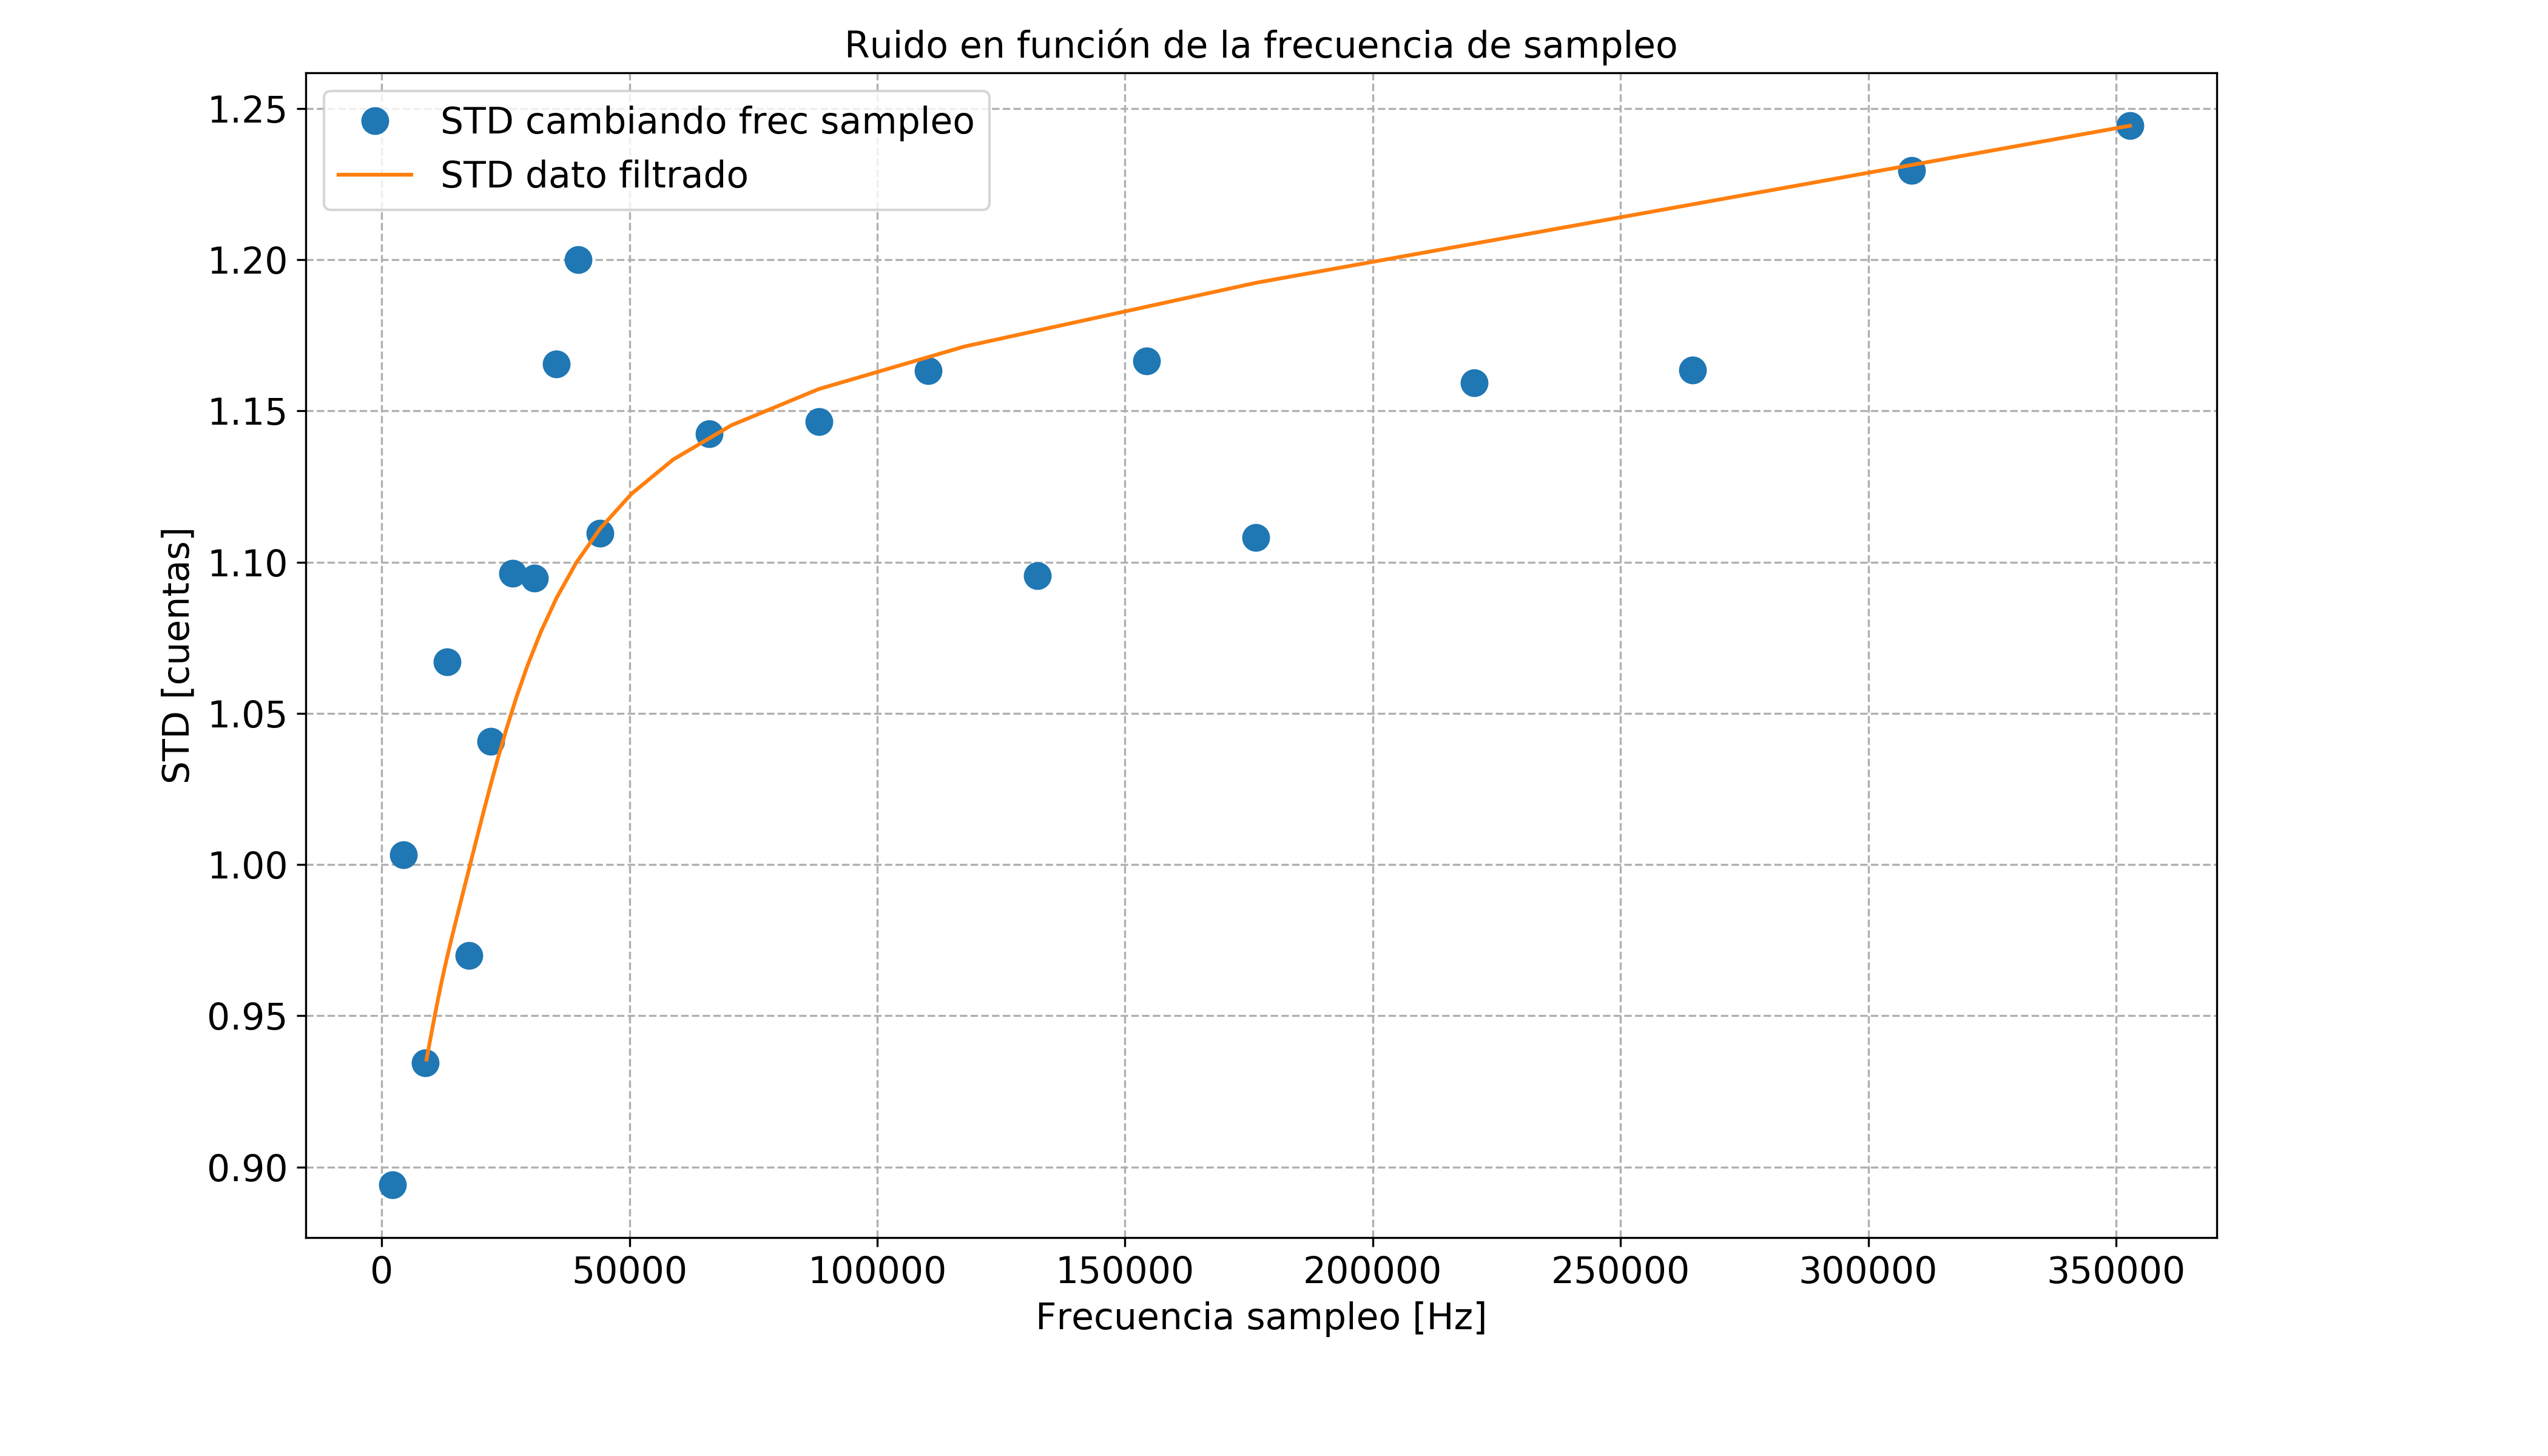 Ruido en función de la frecuencia de sampleo
STD cambiando frec sampleo
STD dato filtrado
1.25
1.20
1.15
1.10
1.05
1.00
0.95
0.90
STD [cuentas]
0 50000 100000 150000 200000 250000 300000 350000
Frecuencia sampleo [Hz]